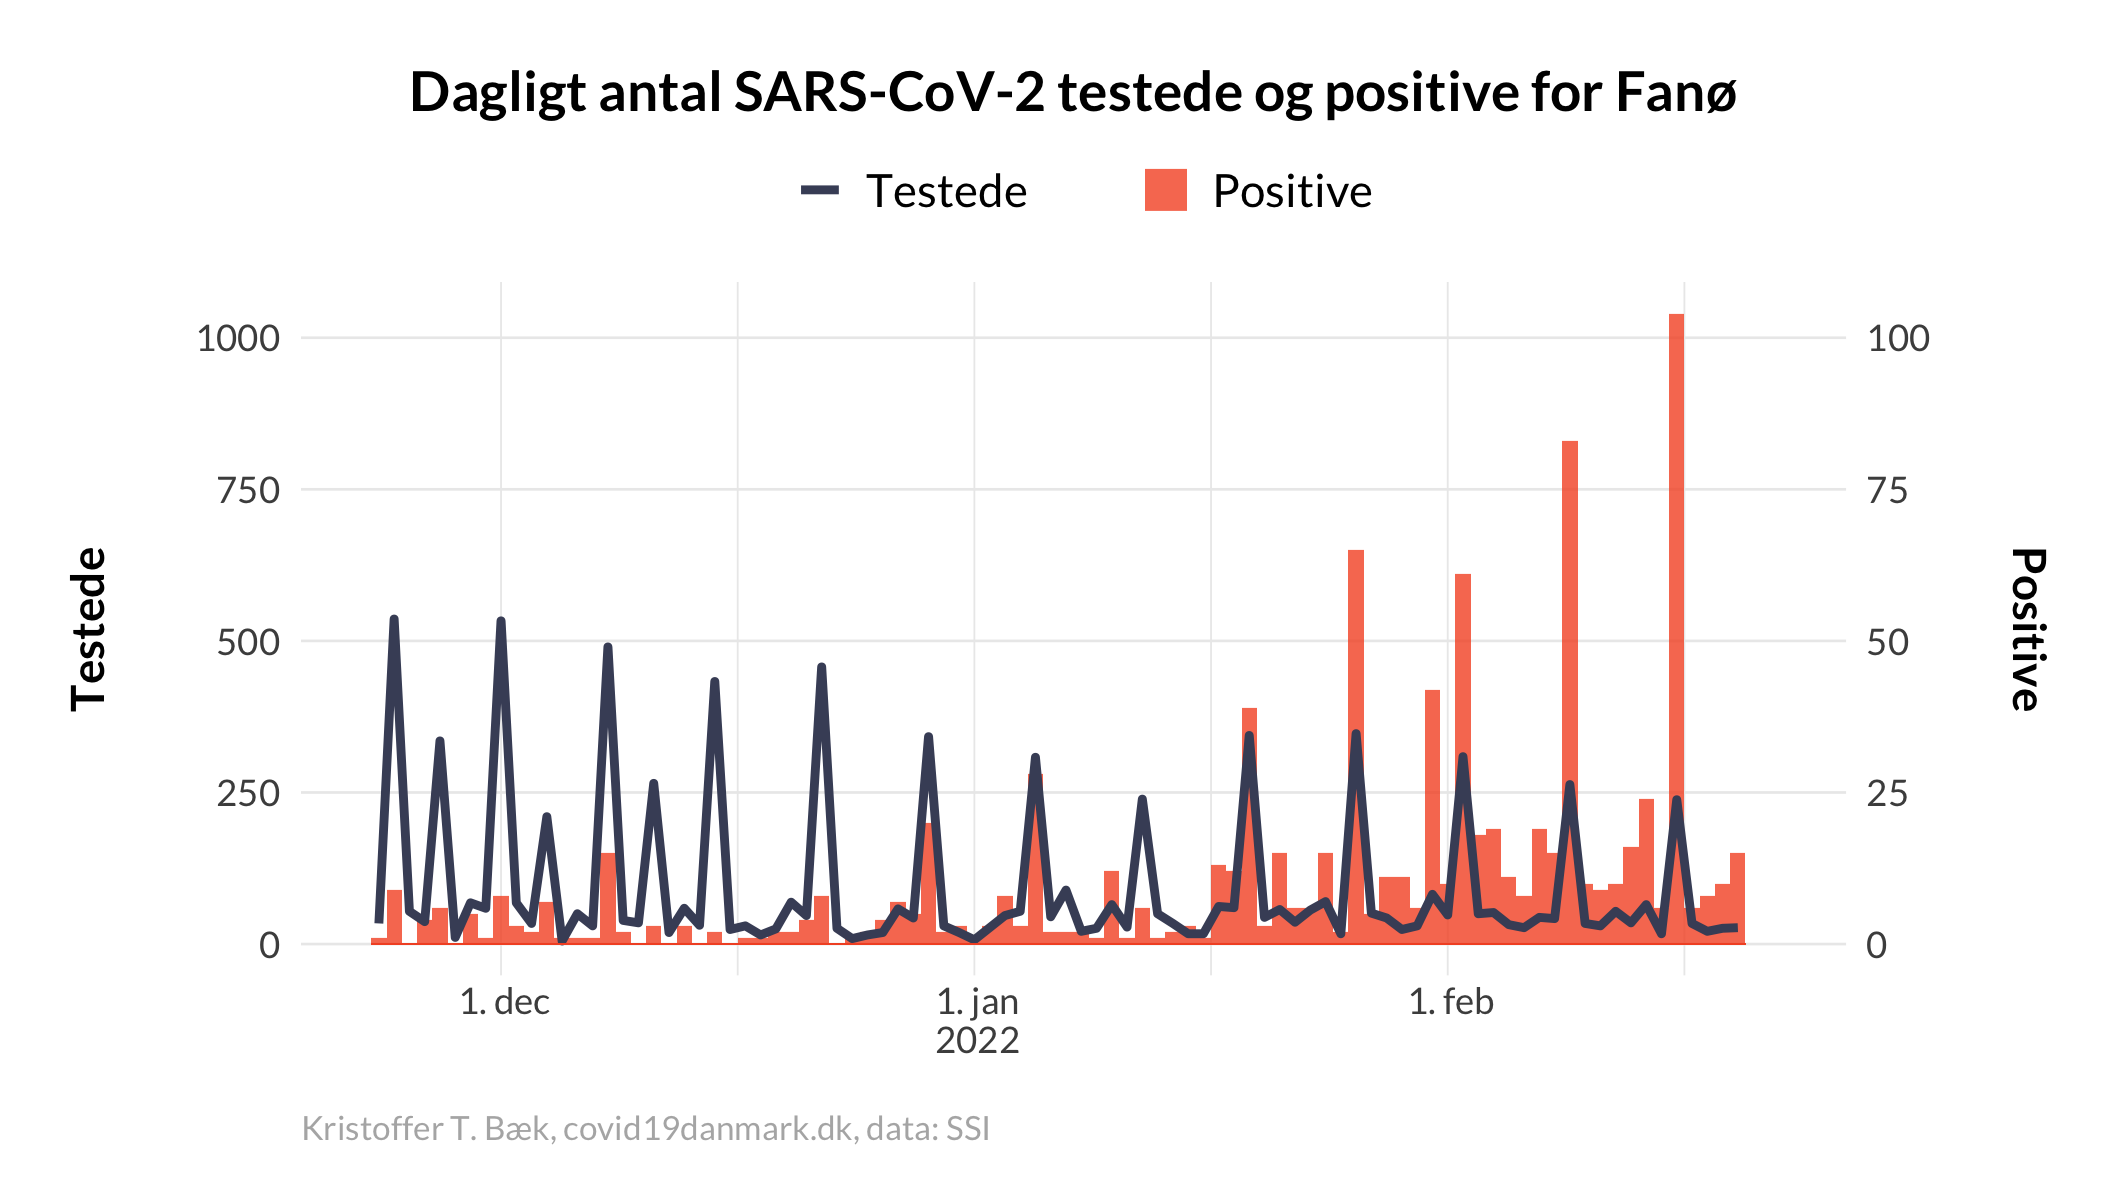 Dagligt antal SARS-CoV-2 testede og positive for Fanø
Testede
Positive
1000
750
500
250
0
100
75
50
25
0
Testede
Positive
1. dec
1. jan
2022
1. feb
Kristoffer T. Bæk, covid19danmark.dk, data: SSI